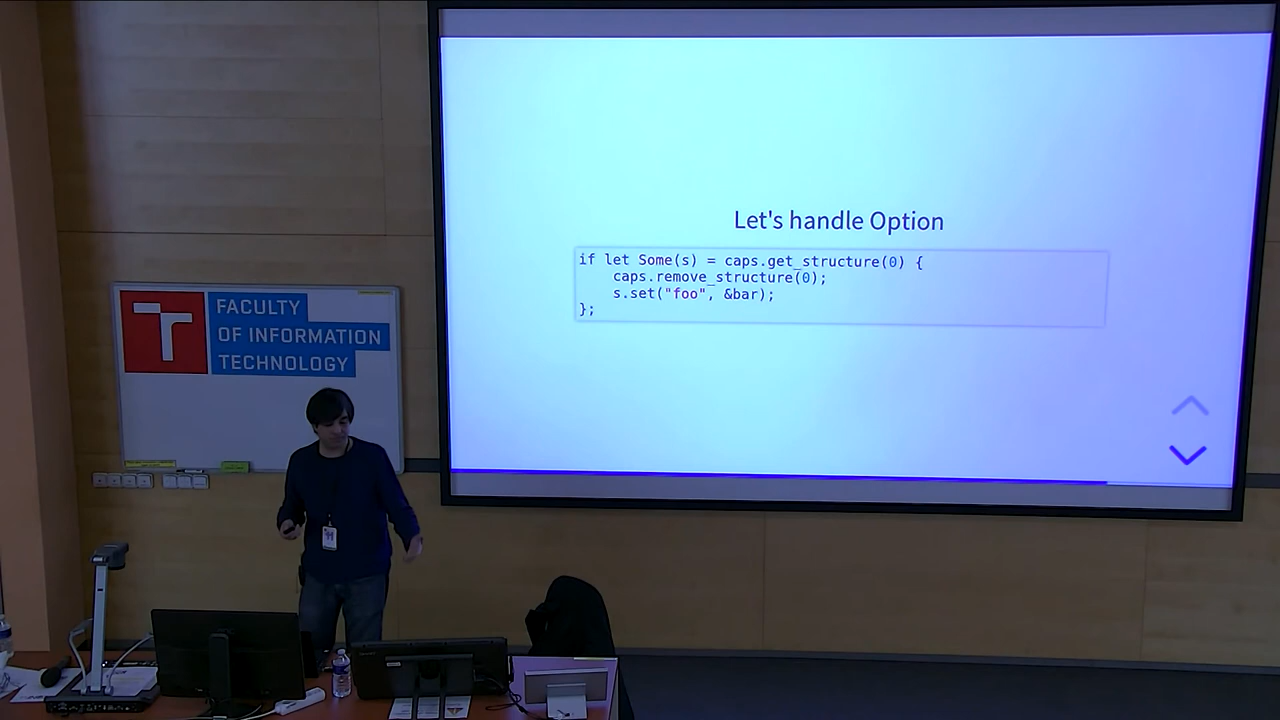 Let's handle Option
if let Some(s) = caps.get_structure(0) {
    caps.remove_structure(0);
    s.set("foo", &bar);
};
FACULTY
OF INFORMATION
TECHNOLOGY